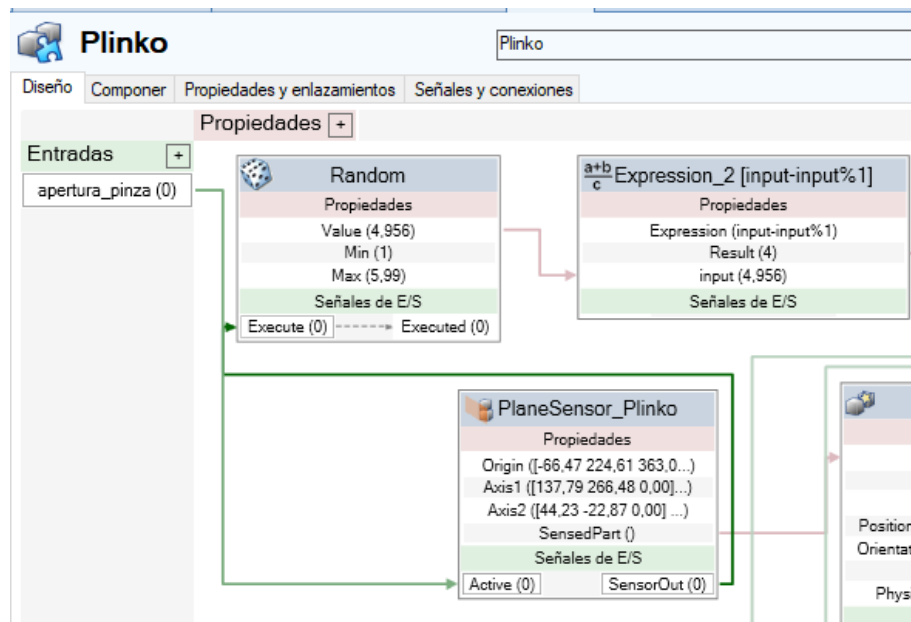 Plinko
Plinko
Diseño Componer Propiedades y enlazamientos Señales y conexiones
Propiedades +
Entradas +
apertura_pinza (0)
Random
Propiedades
Value (4,956)
Min (1)
Max (5,99)
Señales de E/S
Execute (0) Executed (0)
a+b
c
Expression_2 [input-input%1]
Propiedades
Expression (input-input%1)
Result (4)
input (4,956)
Señales de E/S
PlaneSensor_Plinko
Propiedades
Origin ([-66,47 224,61 363,0...)
Axis1 ([137,79 266,48 0,00]...)
Axis2 ([44,23 -22,87 0,00] ...)
SensedPart ()
Señales de E/S
Active (0) SensorOut (0)
Position
Orientat
Physi